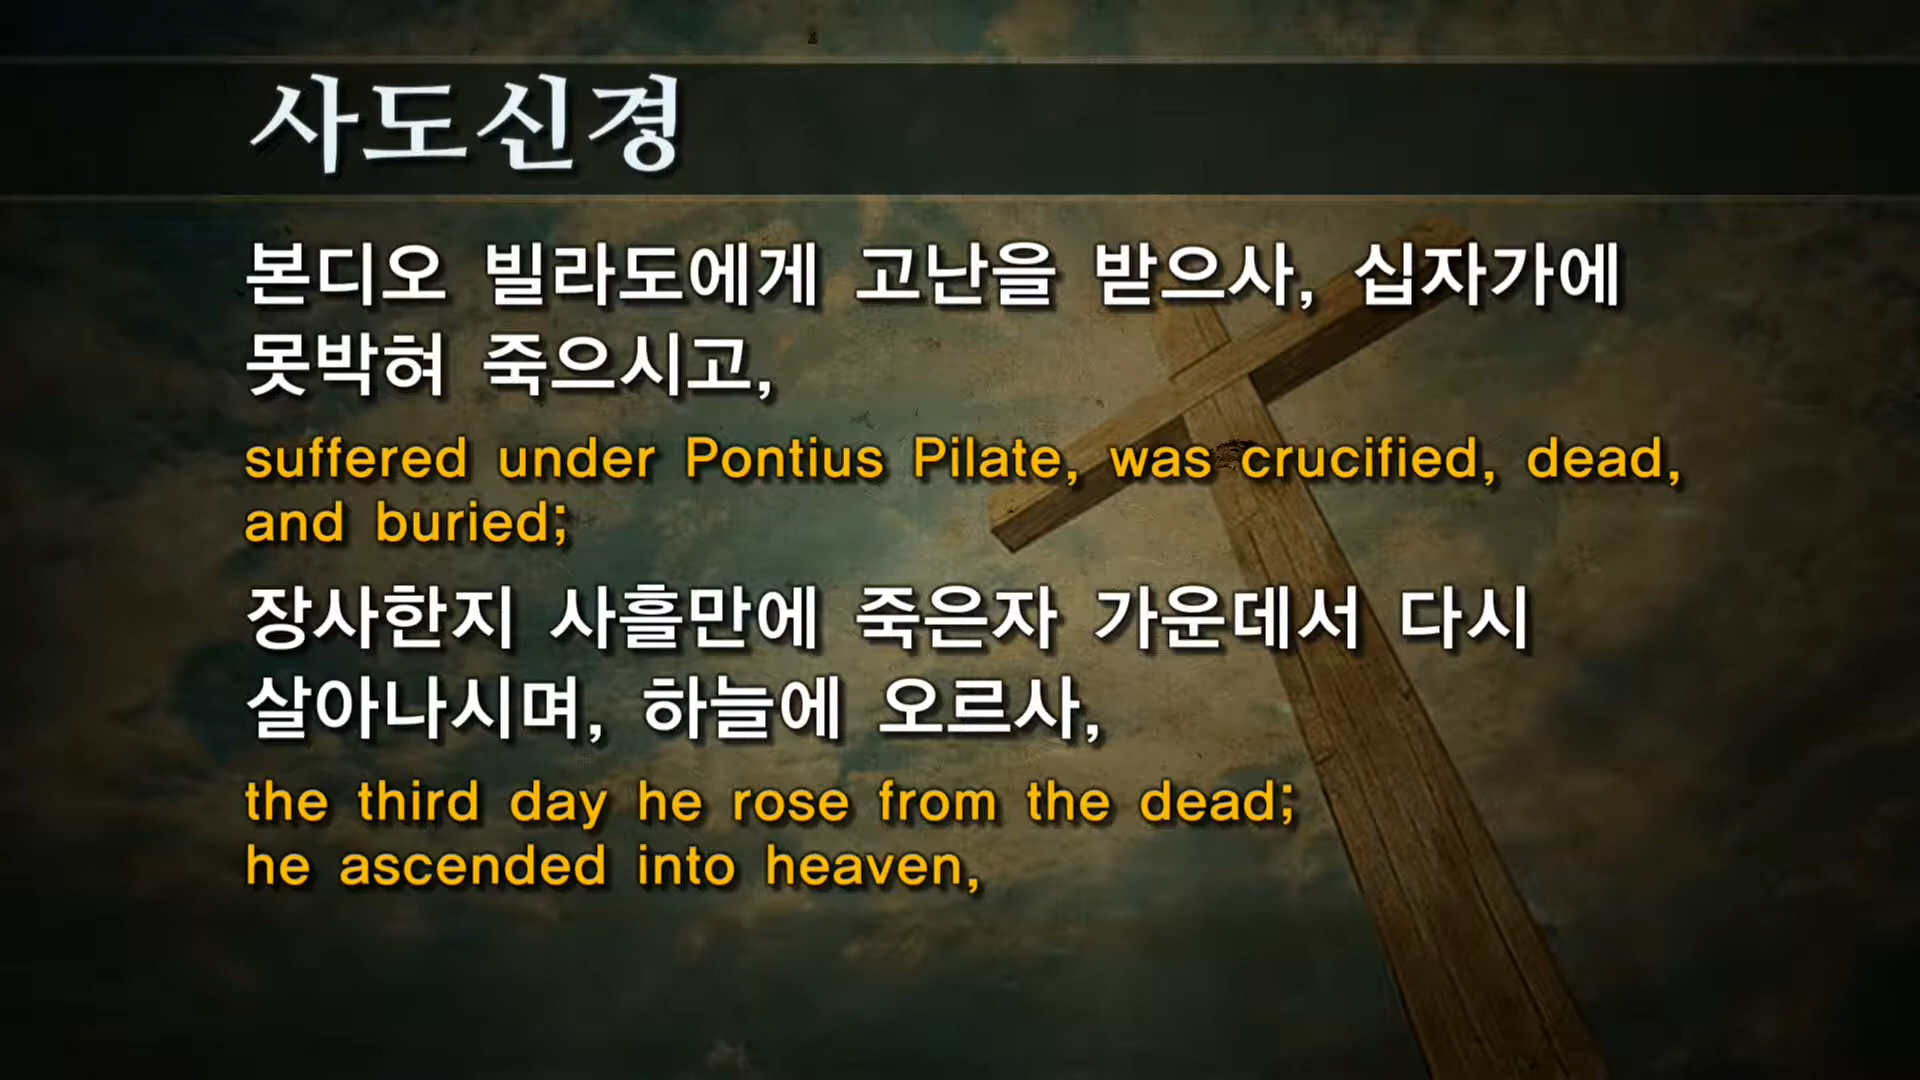 사도신경
본디오 빌라도에게 고난을 받으사, 십자가에
못박혀 죽으시고,
suffered under Pontius Pilate, was crucified, dead,
and buried;
장사한지 사흘만에 죽은자 가운데서 다시
살아나시며, 하늘에 오르사,
the third day he rose from the dead;
he ascended into heaven,